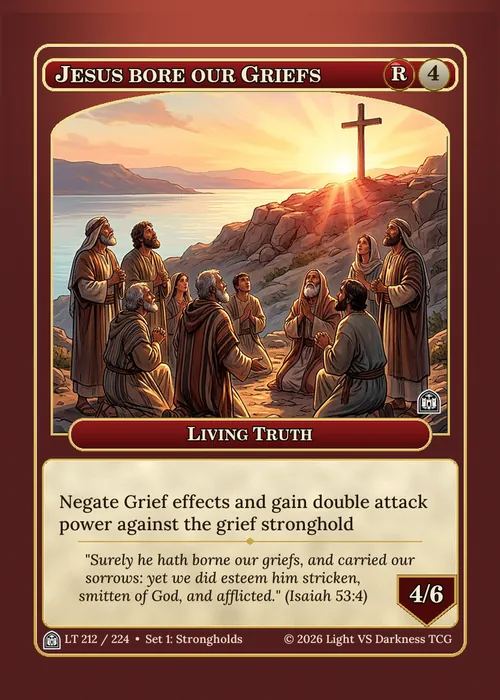 Jesus bore our Griefs R 4
Living Truth
Negate Grief effects and gain double attack
power against the grief stronghold
"Surely he hath borne our griefs, and carried our
sorrows: yet we did esteem him stricken,
smitten of God, and afflicted." (Isaiah 53:4)
4/6
LT 212 / 224 • Set 1: Strongholds © 2026 Light VS Darkness TCG